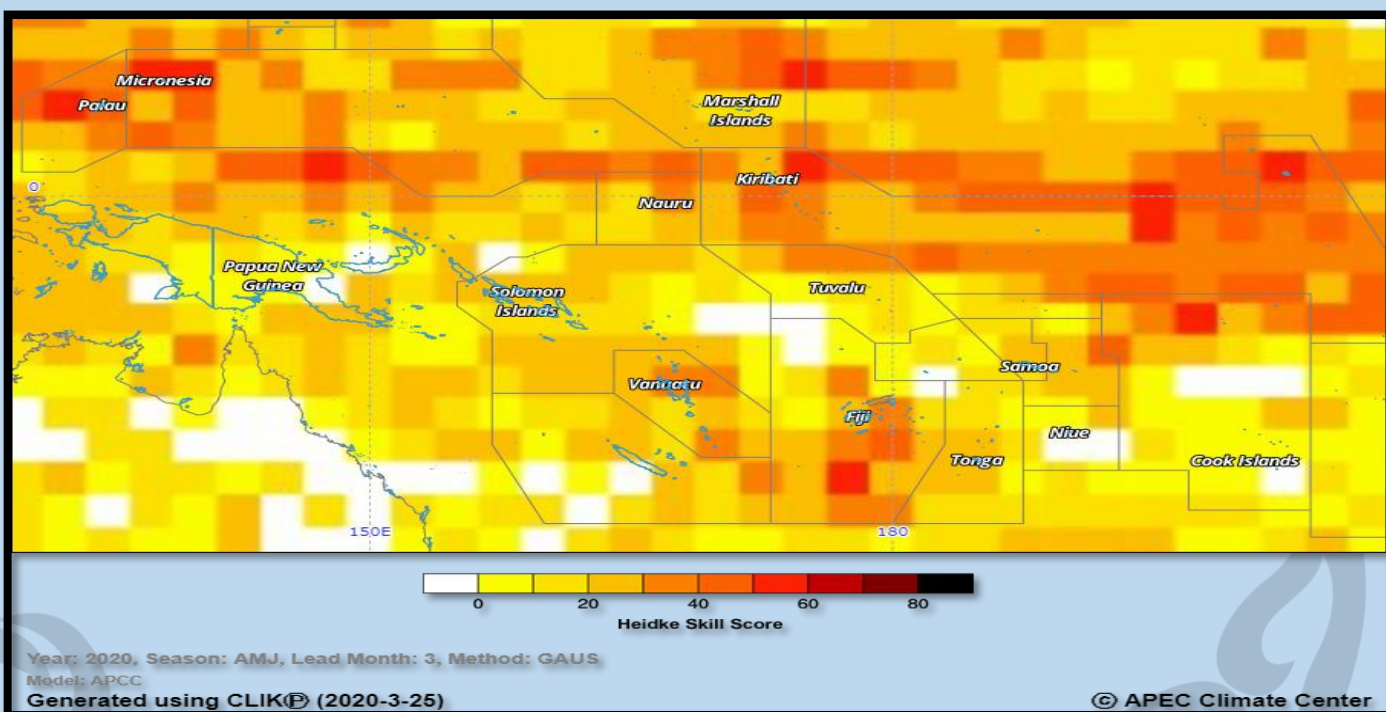 Micronesia
Palau
Marshall
Islands
Kiribati
0
Nauru
Papua New
Guinea
Solomon
Islands
Tuvalu
Samoa
Vanuatu
Fiji
Niue
Tonga
Cook Islands
150E
180
0 20 40 60 80
Heidke Skill Score
Year: 2020, Season: AMJ, Lead Month: 3, Method: GAUS
Model: APCC
Generated using CLIKⓅ (2020-3-25)
© APEC Climate Center